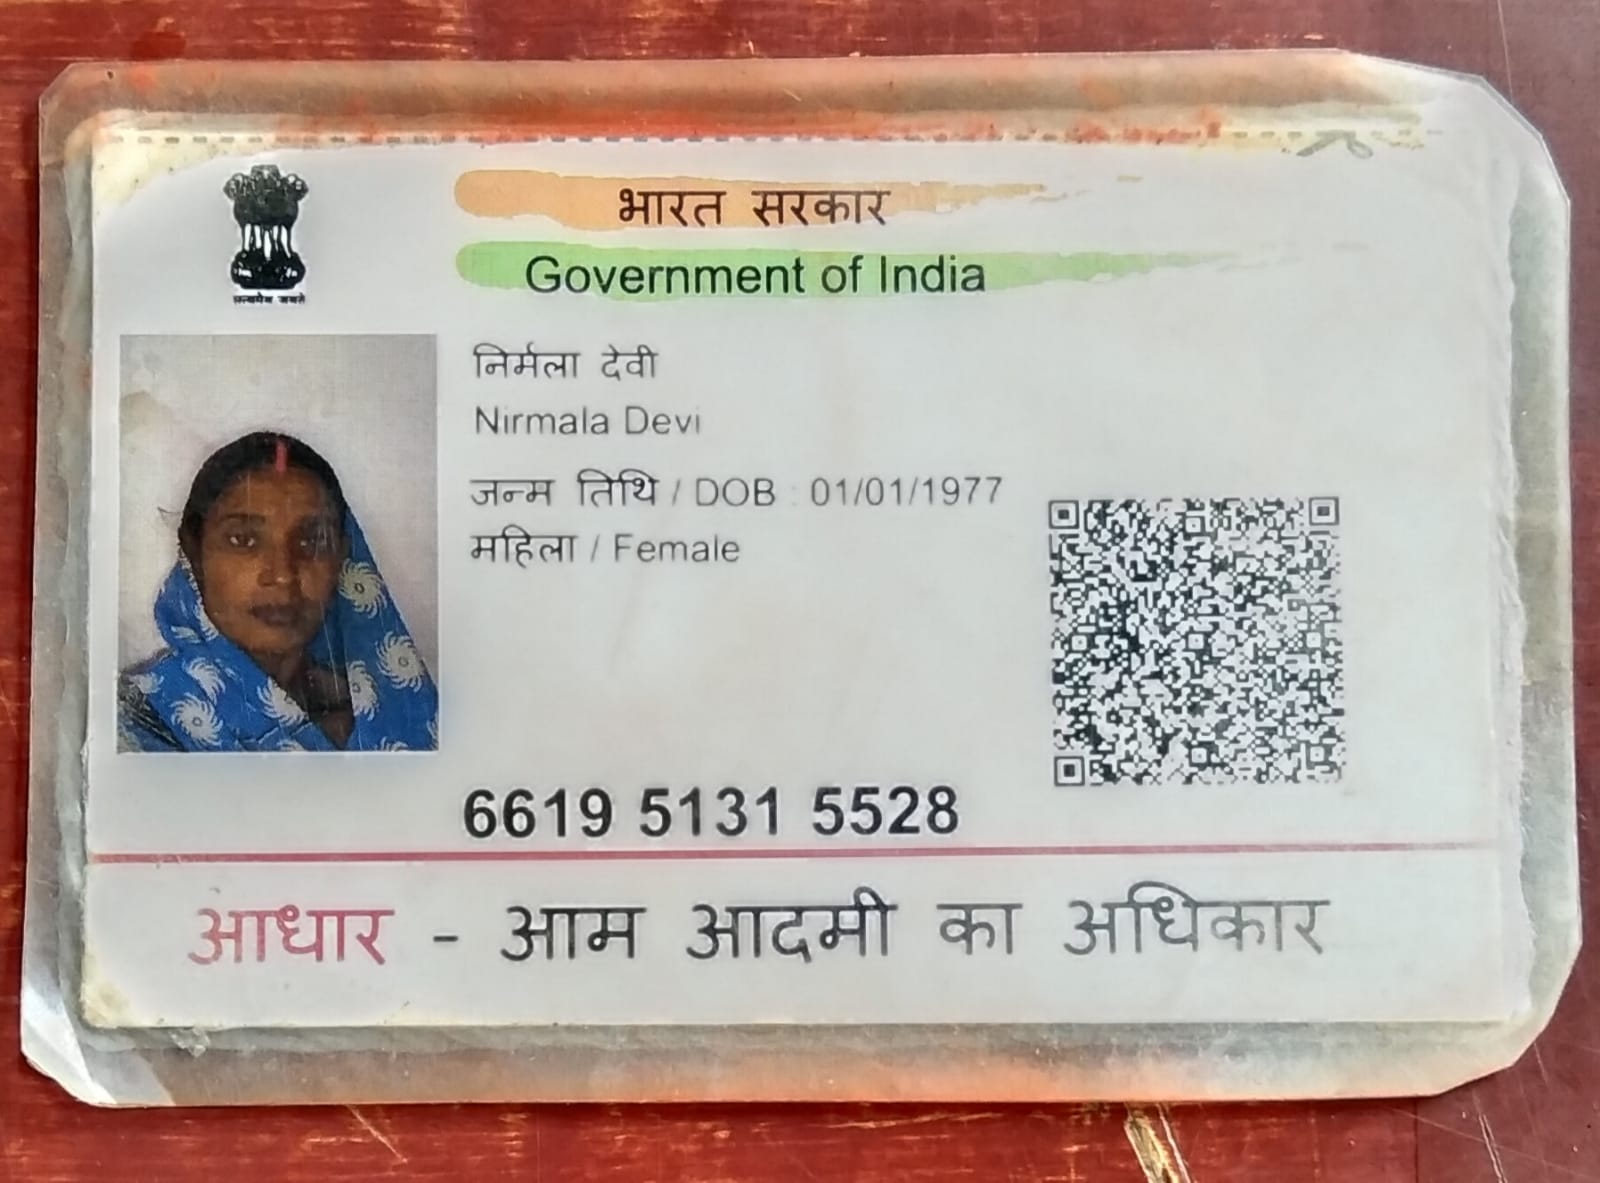 सत्यमेव जयते
भारत सरकार
Government of India
निर्मला देवी
Nirmala Devi
जन्म तिथि / DOB : 01/01/1977
महिला / Female
6619 5131 5528
आधार - आम आदमी का अधिकार